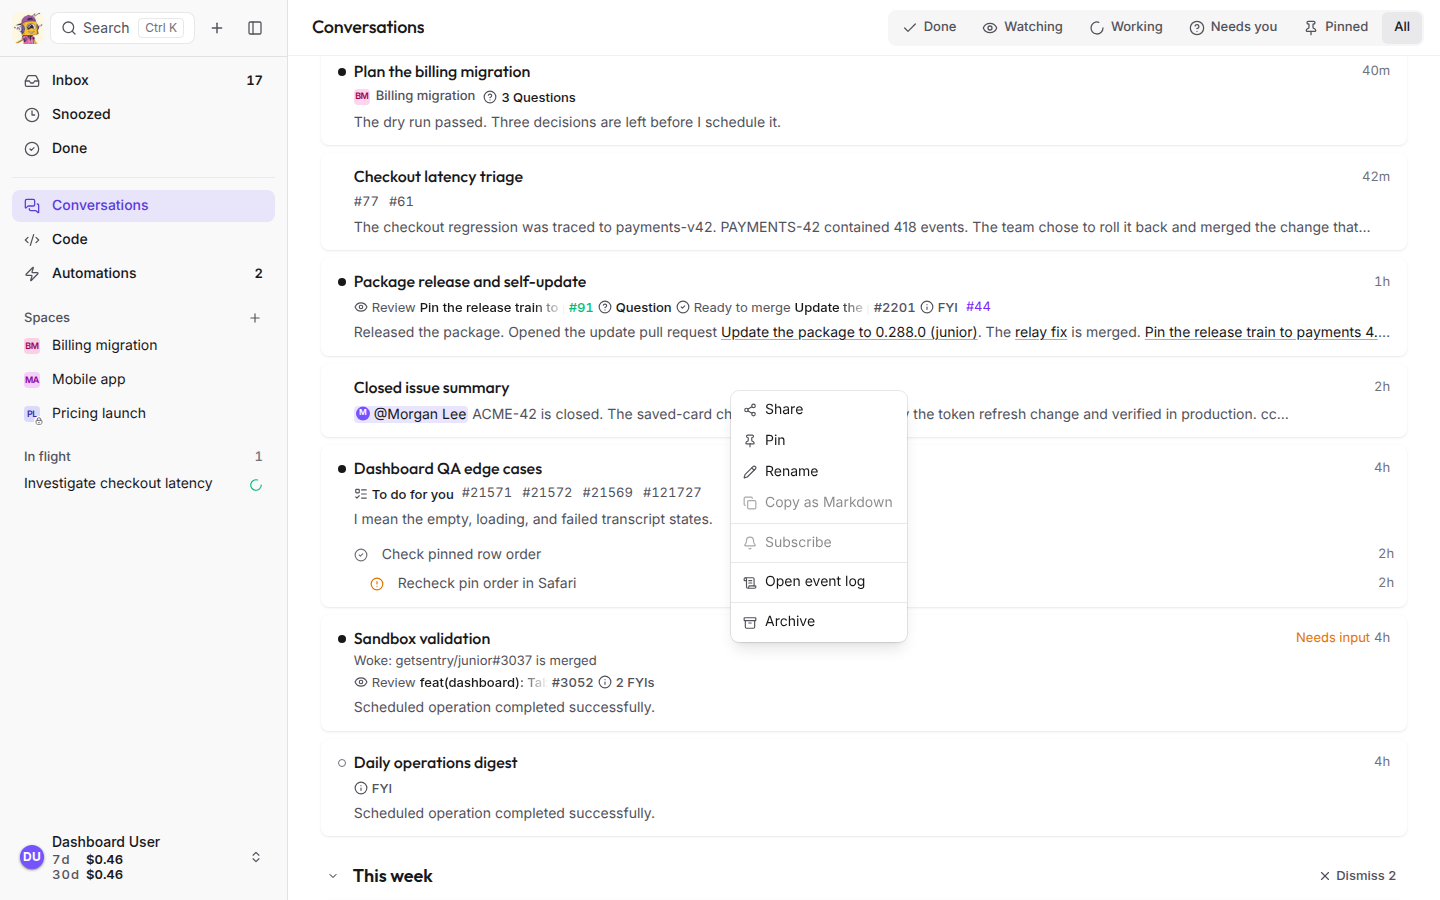 Search Ctrl K
Inbox 17
Snoozed
Done
Conversations
Code
Automations 2
Spaces
BM Billing migration
MA Mobile app
PL Pricing launch
In flight 1
Investigate checkout latency
DU Dashboard User
7d $0.46
30d $0.46
Conversations
Done Watching Working Needs you Pinned All
Plan the billing migration 40m
BM Billing migration 3 Questions
The dry run passed. Three decisions are left before I schedule it.
Checkout latency triage 42m
#77 #61
The checkout regression was traced to payments-v42. PAYMENTS-42 contained 418 events. The team chose to roll it back and merged the change that...
Package release and self-update 1h
Review Pin the release train to #91 Question Ready to merge Update the #2201 FYI #44
Released the package. Opened the update pull request Update the package to 0.288.0 (junior). The relay fix is merged. Pin the release train to payments 4....
Closed issue summary 2h
M @Morgan Lee ACME-42 is closed. The saved-card ch y the token refresh change and verified in production. cc...
Dashboard QA edge cases 4h
To do for you #21571 #21572 #21569 #121727
I mean the empty, loading, and failed transcript states.
Check pinned row order 2h
Recheck pin order in Safari 2h
Share
Pin
Rename
Copy as Markdown
Subscribe
Open event log
Archive
Sandbox validation Needs input 4h
Woke: getsentry/junior#3037 is merged
Review feat(dashboard): Tal #3052 2 FYIs
Scheduled operation completed successfully.
Daily operations digest 4h
FYI
Scheduled operation completed successfully.
This week Dismiss 2